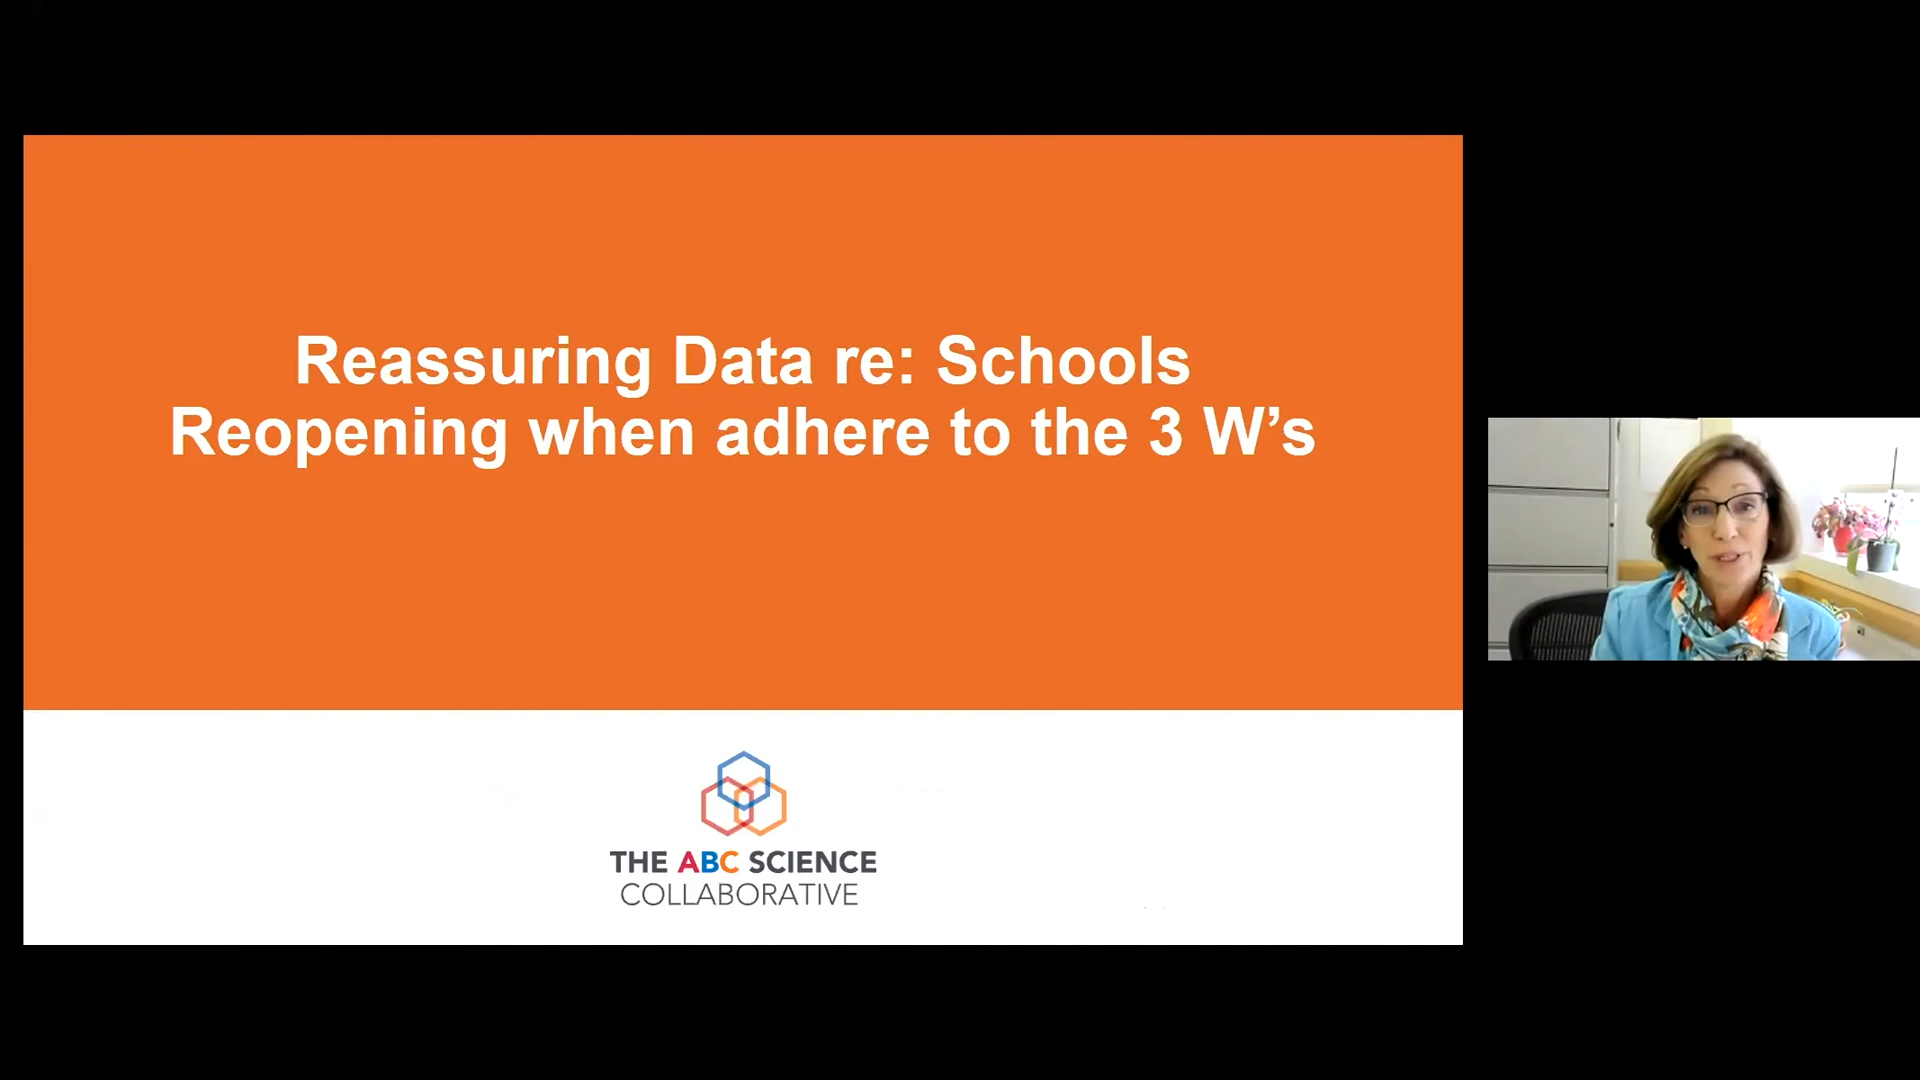 Reassuring Data re: Schools
Reopening when adhere to the 3 W’s
THE ABC SCIENCE
COLLABORATIVE